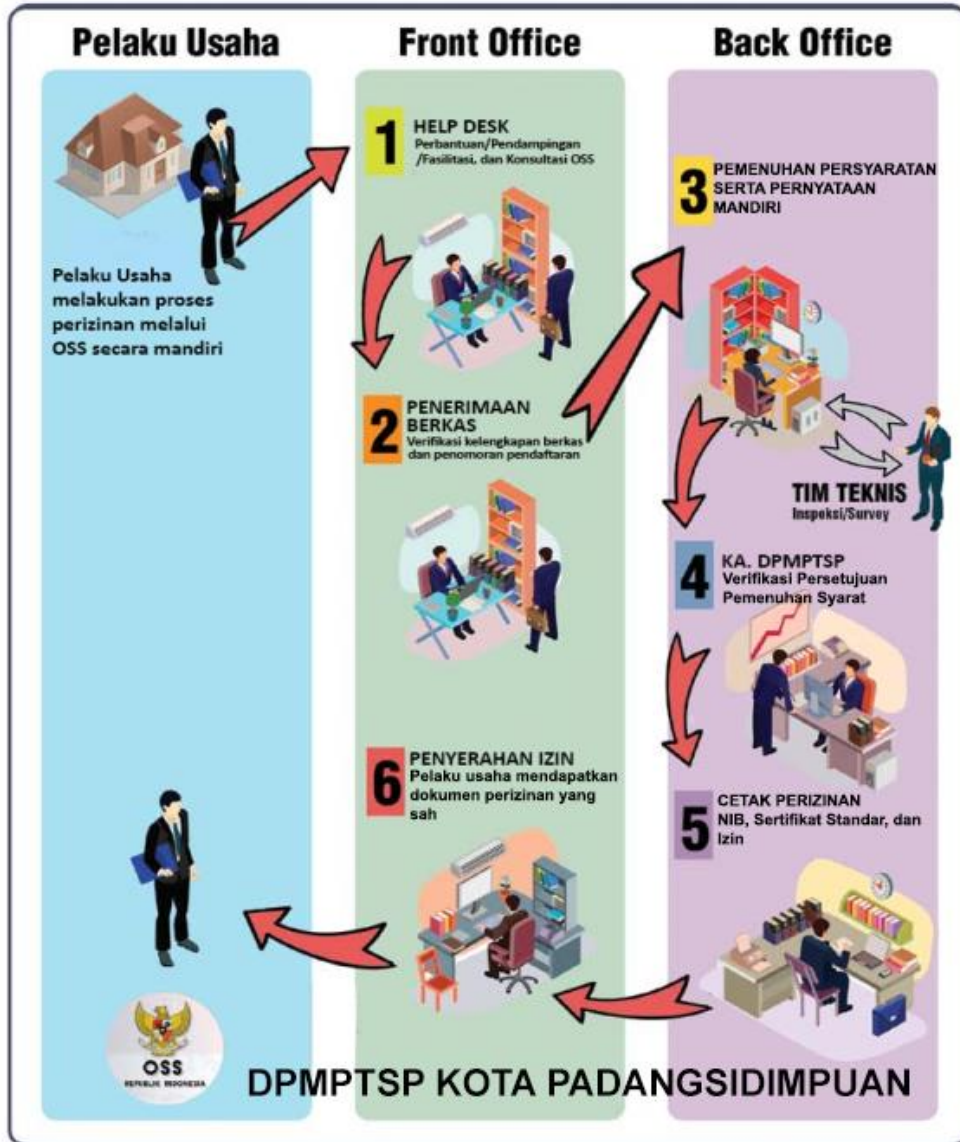 Pelaku Usaha
Front Office
Back Office
Pelaku Usaha
melakukan proses
perizinan melalui
OSS secara mandiri
1
HELP DESK
Perbantuan/Pendampingan
/Fasilitasi, dan Konsultasi OSS
2
PENERIMAAN
BERKAS
Verifikasi kelengkapan berkas
dan penomoran pendaftaran
3
PEMENUHAN PERSYARATAN
SERTA PERNYATAAN
MANDIRI
TIM TEKNIS
Inspeksi/Survey
4
KA. DPMPTSP
Verifikasi Persetujuan
Pemenuhan Syarat
5
CETAK PERIZINAN
NIB, Sertifikat Standar, dan
Izin
6
PENYERAHAN IZIN
Pelaku usaha mendapatkan
dokumen perizinan yang
sah
OSS
REPUBLIK INDONESIA
DPMPTSP KOTA PADANGSIDIMPUAN